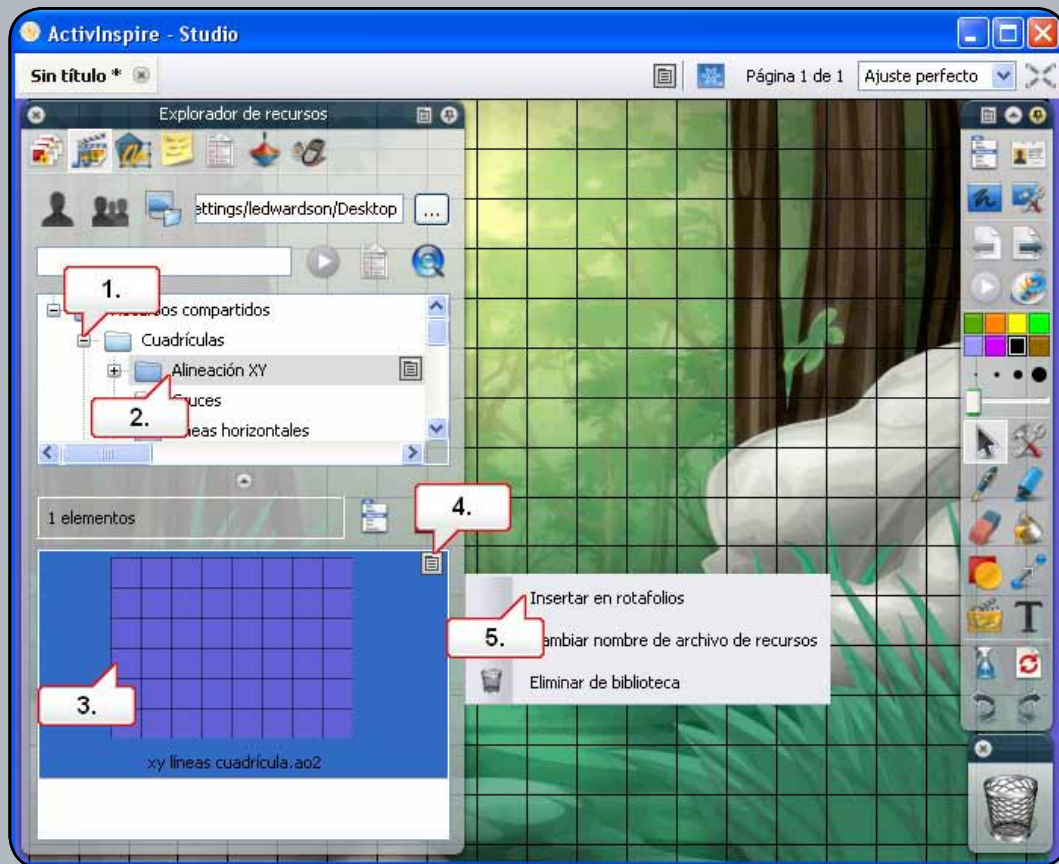 ActivInspire - Studio
Sin título *
Página 1 de 1
Ajuste perfecto
Explorador de recursos
ettings/ledwardson/Desktop
...
1.
compartidos
Cuadrículas
Alineación XY
2.
horizontales
4.
1 elementos
Insertar en rotafolios
5.
nombre de archivo de recursos
3.
Eliminar de biblioteca
xy líneas cuadrícula.ao2